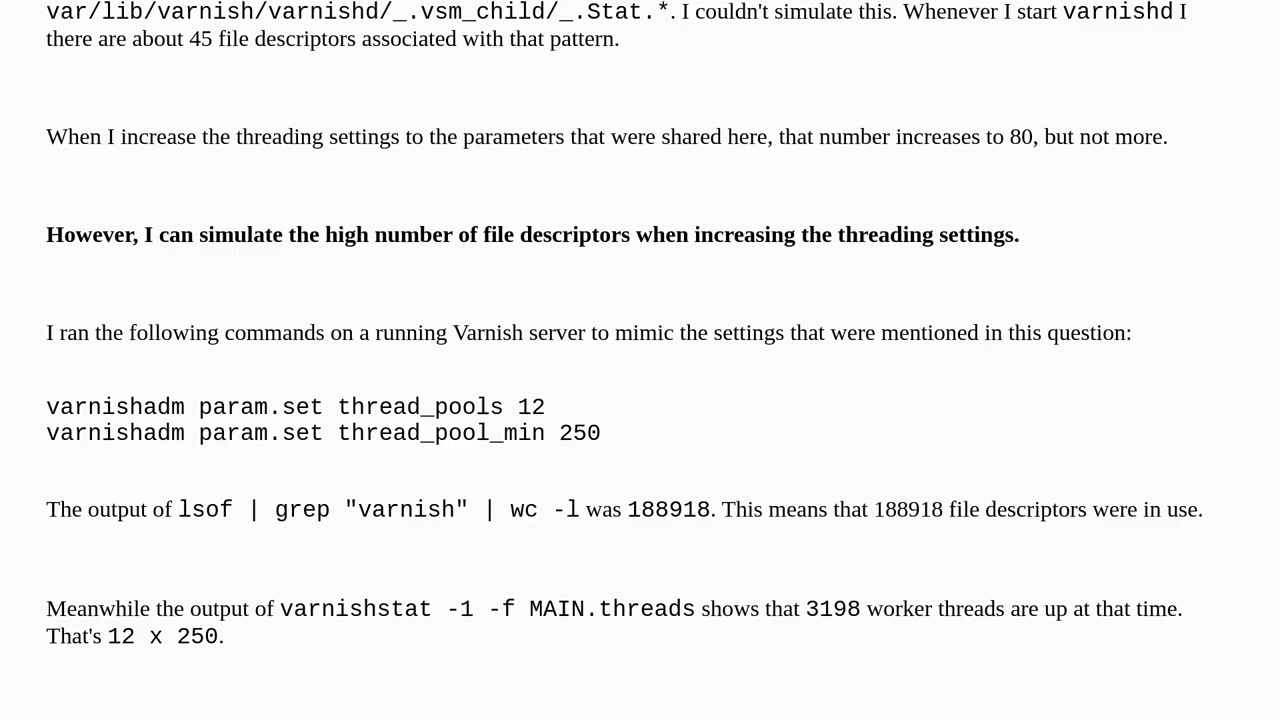 var/lib/varnish/varnishd/_.vsm_child/_.Stat.*. I couldn't simulate this. Whenever I start varnishd I
there are about 45 file descriptors associated with that pattern.
When I increase the threading settings to the parameters that were shared here, that number increases to 80, but not more.
However, I can simulate the high number of file descriptors when increasing the threading settings.
I ran the following commands on a running Varnish server to mimic the settings that were mentioned in this question:
varnishadm param.set thread_pools 12
varnishadm param.set thread_pool_min 250
The output of lsof | grep "varnish" | wc -l was 188918. This means that 188918 file descriptors were in use.
Meanwhile the output of varnishstat -1 -f MAIN.threads shows that 3198 worker threads are up at that time.
That's 12 x 250.